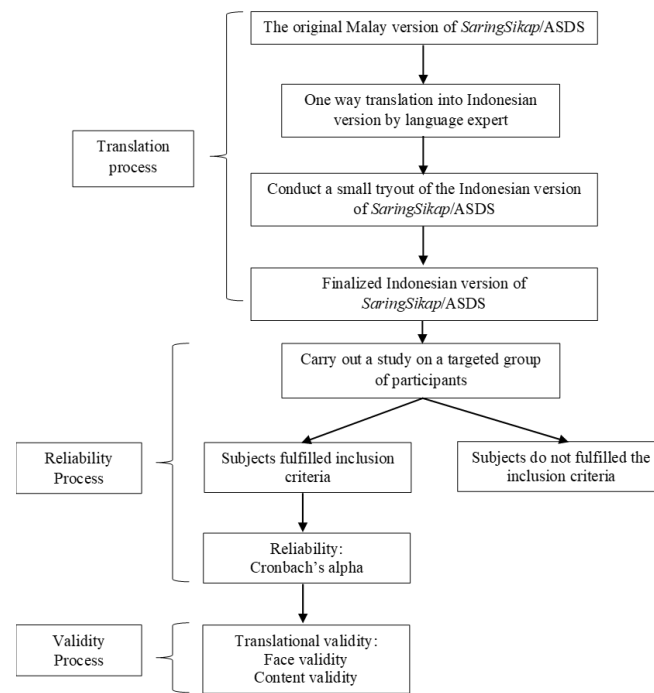 The original Malay version of SaringSikap/ASDS
One way translation into Indonesian
version by language expert
Translation
process
Conduct a small tryout of the Indonesian version
of SaringSikap/ASDS
Finalized Indonesian version of
SaringSikap/ASDS
Carry out a study on a targeted group
of participants
Reliability
Process
Subjects fulfilled inclusion
criteria
Subjects do not fulfilled the
inclusion criteria
Reliability:
Cronbach's alpha
Validity
Process
Translational validity:
Face validity
Content validity